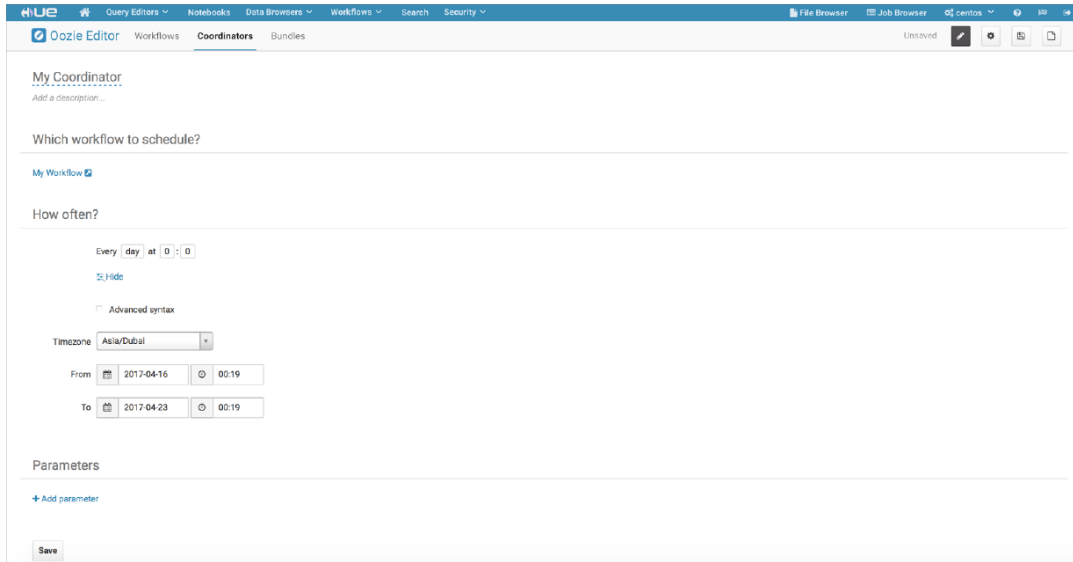 HUE Query Editors Notebooks Data Browsers Workflows Search Security File Browser Job Browser centos
Oozie Editor Workflows Coordinators Bundles Unsaved
My Coordinator
Add a description...
Which workflow to schedule?
My Workflow
How often?
Every day at 0 : 0
Hide
Advanced syntax
Timezone Asia/Dubai
From 2017-04-16 00:19
To 2017-04-23 00:19
Parameters
+ Add parameter
Save